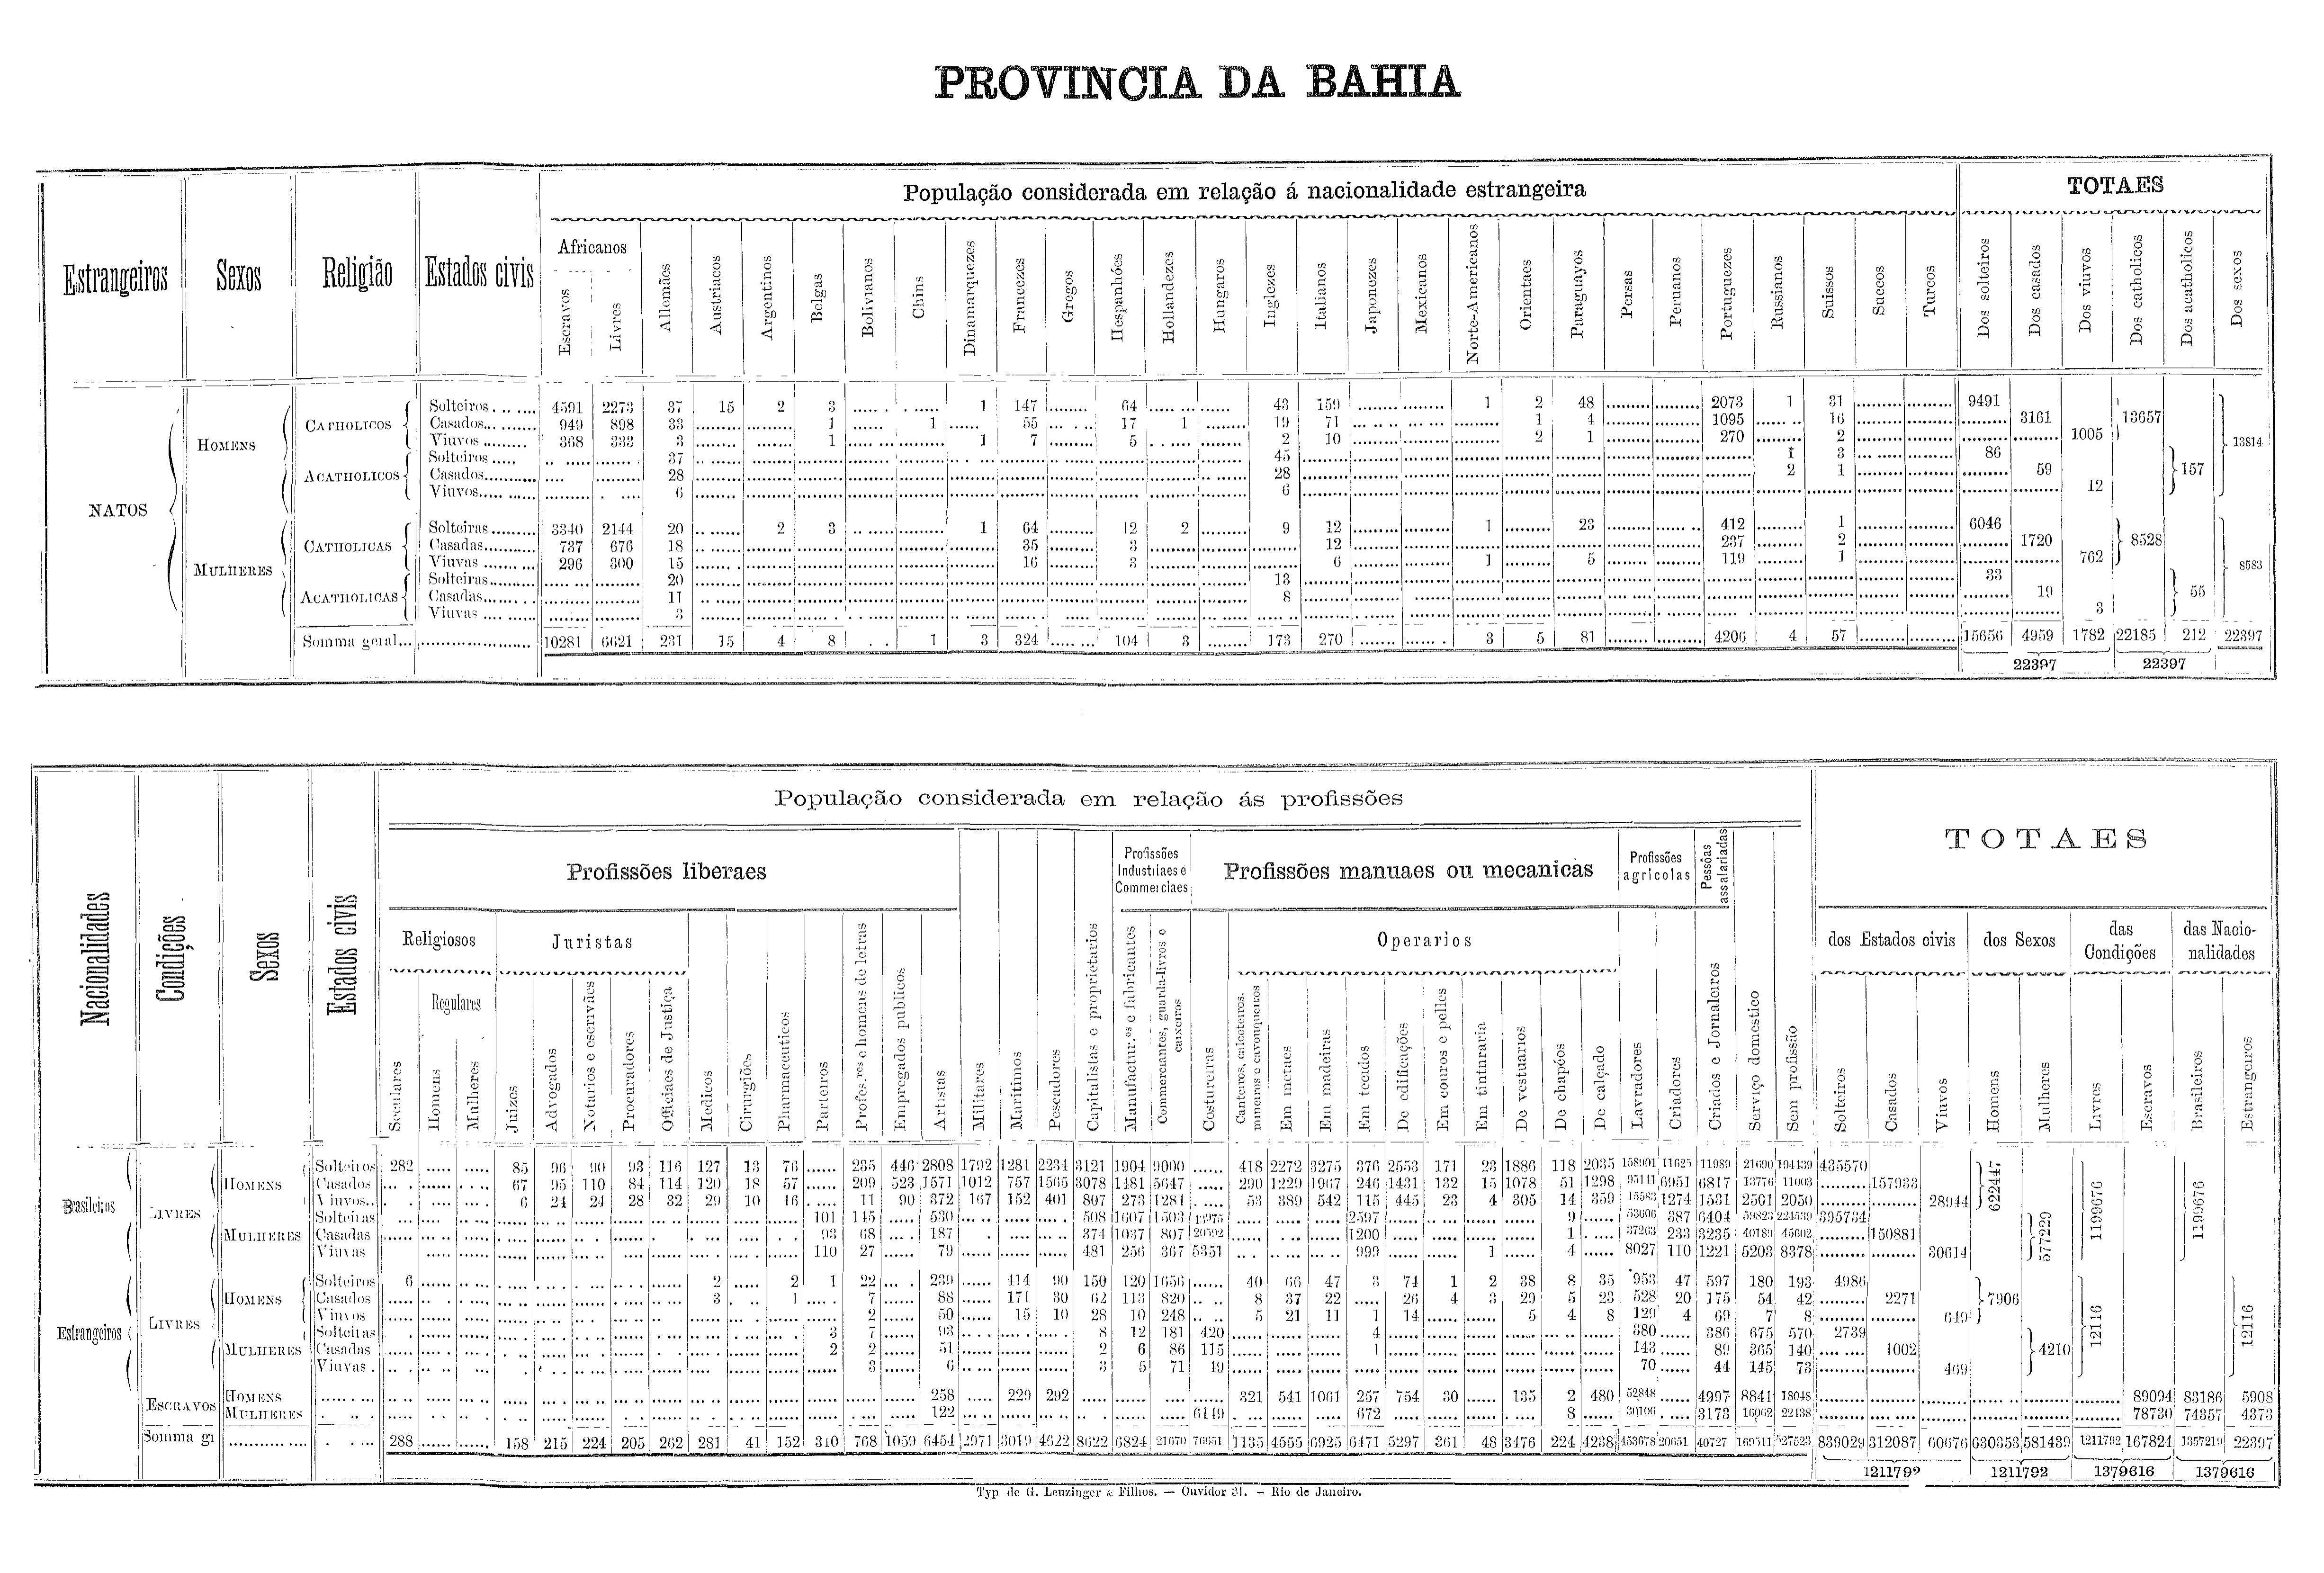 PROVINCIA DA BAHIA
População considerada em relação á nacionalidade estrangeira
TOTAES
Estrangeiros
Sexos
Religião
Estados civis
Africanos
Escravos
Livres
Allemães
Austriacos
Argentinos
Belgas
Bolivianos
Chins
Dinamarquezes
Francezes
Gregos
Hespanhóes
Hollandezes
Hungaros
Inglezes
Italianos
Japonezes
Mexicanos
Norte-Americanos
Orientaes
Paraguayos
Persas
Peruanos
Portuguezes
Russianos
Suissos
Suecos
Turcos
Dos solteiros
Dos casados
Dos viuvos
Dos catholicos
Dos acatholicos
Dos sexos
NATOS
HOMENS
CATHOLICOS
Solteiros 4591 2273 37 15 2 3 1 147 64 43 159 1 2 48 2073 1 31 9491
Casados 949 898 33 1 1 55 17 1 19 71 1 4 1095 16 3161 13657
Viuvos 368 333 3 1 1 7 5 2 10 2 1 270 2 1005 13814
ACATHOLICOS
Solteiros 37 45 1 3 86
Casados 28 28 2 1 59 157
Viuvos 6 6 12
MULHERES
CATHOLICAS
Solteiras 3340 2144 20 2 3 1 64 12 2 9 12 1 23 412 1 6046
Casadas 737 676 18 35 3 12 237 2 1720 8528
Viuvas 296 300 15 16 3 6 1 5 119 1 762 8583
ACATHOLICAS
Solteiras 20 13 33
Casadas 11 8 19 55
Viuvas 3 3
Somma geral 10281 6621 231 15 4 8 1 3 324 104 3 173 270 3 5 81 4206 4 57 15656 4959 1782 22185 212 22397
22397 22397
População considerada em relação ás profissões
TOTAES
Nacionalidades
Condições
Sexos
Estados civis
Profissões liberaes
Profissões Industriaes e Commerciaes
Profissões manuaes ou mecanicas
Profissões agricolas
Pessôas assalariadas
Religiosos
Juristas
Operarios
dos Estados civis
dos Sexos
das Condições
das Nacionalidades
Regulares
Seculares
Homens
Mulheres
Juizes
Advogados
Notarios e escrivães
Procuradores
Officiaes de Justiça
Medicos
Cirurgiões
Pharmaceuticos
Parteiros
Profes.res e homens de letras
Empregados publicos
Artistas
Militares
Maritimos
Pescadores
Capitalistas e proprietarios
Manufactur.os e fabricantes
Commerciantes, guarda-livros e caixeiros
Costureiras
Canteiros, calceteiros, mineiros e cavouqueiros
Em metaes
Em madeiras
Em tecidos
De edificações
Em couros e pelles
Em tinturaria
De vestuarios
De chapéos
De calçado
Lavradores
Criadores
Criados e Jornaleiros
Serviço domestico
Sem profissão
Solteiros
Casados
Viuvos
Homens
Mulheres
Livres
Escravos
Brasileiros
Estrangeiros
Brasileiros
LIVRES
HOMENS
Solteiros 282 85 96 90 93 116 127 13 76 235 446 2808 1792 1281 2234 3121 1904 9000 418 2272 3275 376 2553 171 23 1886 118 2035 158901 11625 11989 21690 194439 435570
Casados 67 95 110 84 114 120 18 57 209 523 1571 1012 757 1565 3078 1481 5647 290 1229 1967 246 1431 132 15 1078 51 1298 95141 6951 6817 13776 11003 157933 622447
Viuvos 6 24 24 28 32 29 10 16 11 90 372 167 152 401 807 273 1281 53 389 542 115 445 23 4 305 14 359 15583 1274 1531 2501 2050 28944
MULHERES
Solteiras 101 145 530 508 1607 1503 13975 2597 9 53606 387 6404 59823 224539 395734
Casadas 93 68 187 374 1037 807 20592 1200 1 37263 233 3235 40189 45602 150881 577229 1199676 1199676
Viuvas 110 27 79 481 256 367 5351 999 1 4 8027 110 1221 5203 8378 30614
Estrangeiros
LIVRES
HOMENS
Solteiros 6 2 2 1 22 239 414 90 150 120 1656 40 66 47 3 74 1 2 38 8 35 953 47 597 180 193 4986
Casados 3 1 7 88 171 30 62 113 820 8 37 22 26 4 3 29 5 23 528 20 175 54 42 2271 7906
Viuvos 2 50 15 10 28 10 248 5 21 11 1 14 5 4 8 129 4 69 7 8 649
MULHERES
Solteiras 3 7 93 8 12 181 420 4 380 386 675 570 2739
Casadas 2 2 51 2 6 86 115 1 143 89 365 140 1002 4210 12116 12116
Viuvas 3 6 3 5 71 49 70 44 145 73 469
ESCRAVOS
HOMENS 258 229 292 321 541 1061 257 754 30 135 2 480 52848 4997 8841 18048 89094 83186 5908
MULHERES 122 6149 672 8 30106 3173 16962 22138 78730 74357 4373
Somma 288 158 215 224 205 262 281 41 152 310 768 1059 6454 2971 3019 4622 8622 6824 21670 1135 4555 6925 6471 5297 361 48 3476 224 4238 453678 20651 40727 839029 312087 60676 630353 581439 1211792 167824 1357219 22397
1211792 1211792 1379616 1379616
Typ de G. Leuzinger & Filhos. — Ouvidor 31. — Rio de Janeiro.